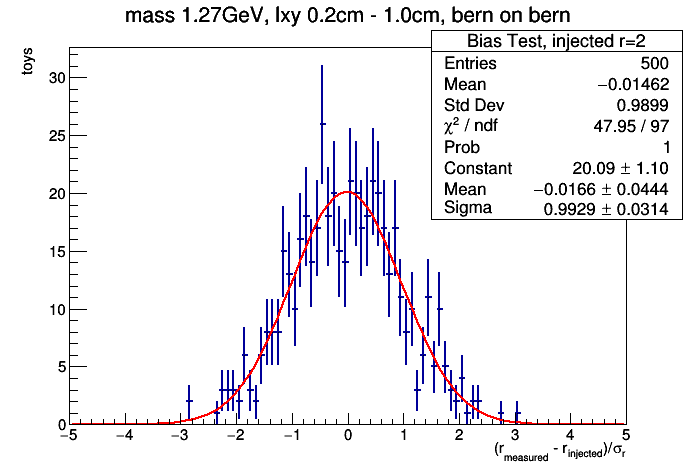 mass 1.27GeV, lxy 0.2cm - 1.0cm, bern on bern
Bias Test, injected r=2
Entries 500
Mean −0.01462
Std Dev 0.9899
χ² / ndf 47.95 / 97
Prob 1
Constant 20.09 ± 1.10
Mean −0.0166 ± 0.0444
Sigma 0.9929 ± 0.0314
toys
30
25
20
15
10
5
0
−5 −4 −3 −2 −1 0 1 2 3 4 5
(r_measured - r_injected)/σ_r